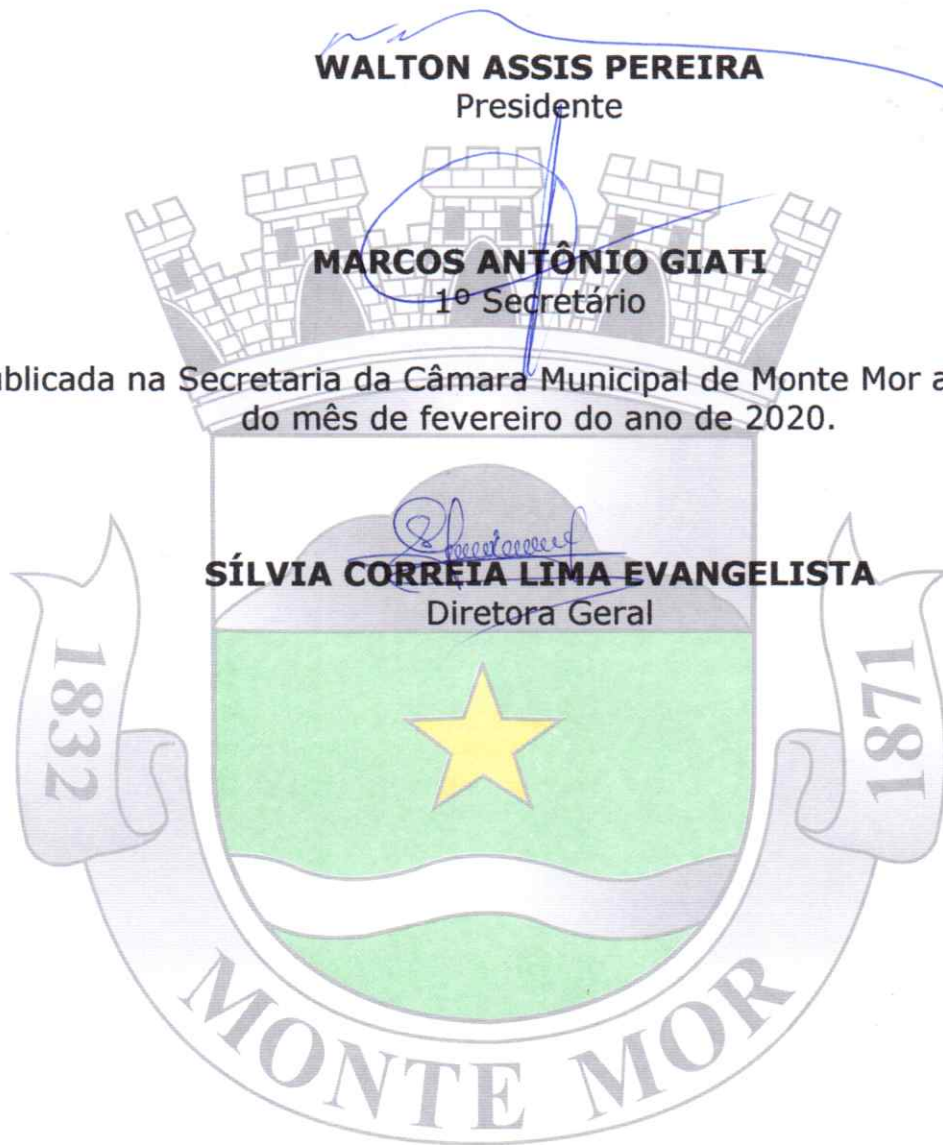 WALTON ASSIS PEREIRA
Presidente
MARCOS ANTÔNIO GIATI
1º Secretário
ublicada na Secretaria da Câmara Municipal de Monte Mor a
do mês de fevereiro do ano de 2020.
SÍLVIA CORREIA LIMA EVANGELISTA
Diretora Geral
1832
1871
MONTE MOR